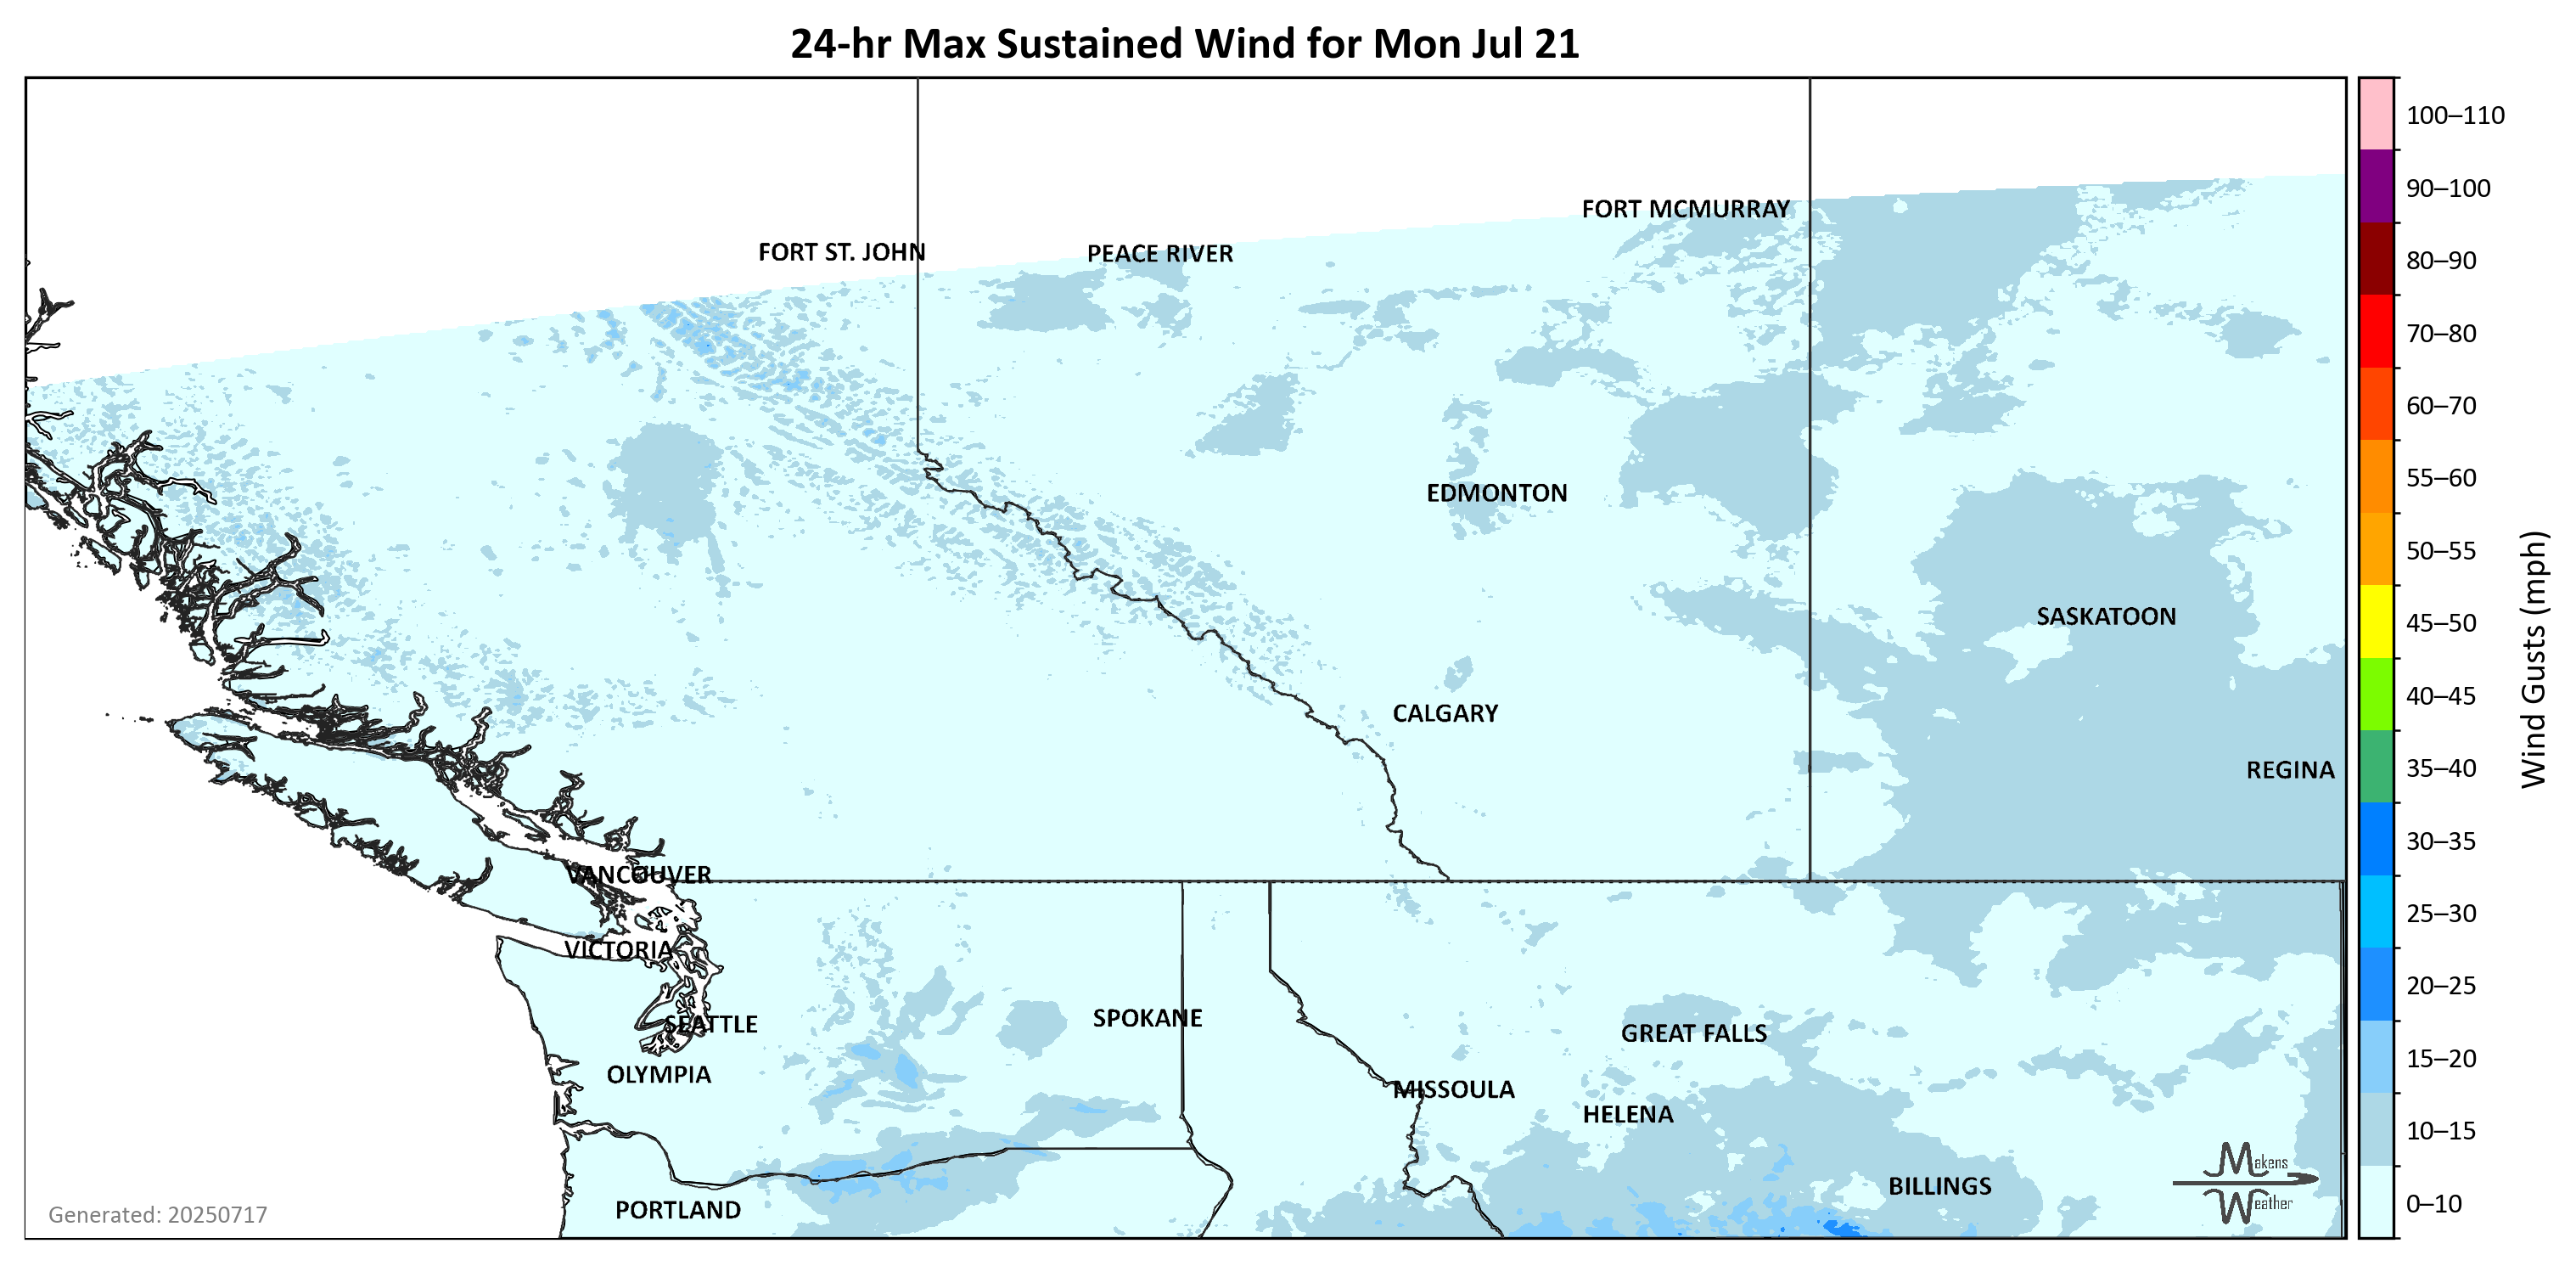 24-hr Max Sustained Wind for Mon Jul 21
FORT MCMURRAY
FORT ST. JOHN
PEACE RIVER
EDMONTON
SASKATOON
CALGARY
REGINA
VANCOUVER
VICTORIA
SEATTLE
SPOKANE
GREAT FALLS
OLYMPIA
MISSOULA
HELENA
BILLINGS
PORTLAND
Makens
Weather
Generated: 20250717
100–110
90–100
80–90
70–80
60–70
55–60
50–55
45–50
40–45
35–40
30–35
25–30
20–25
15–20
10–15
0–10
Wind Gusts (mph)